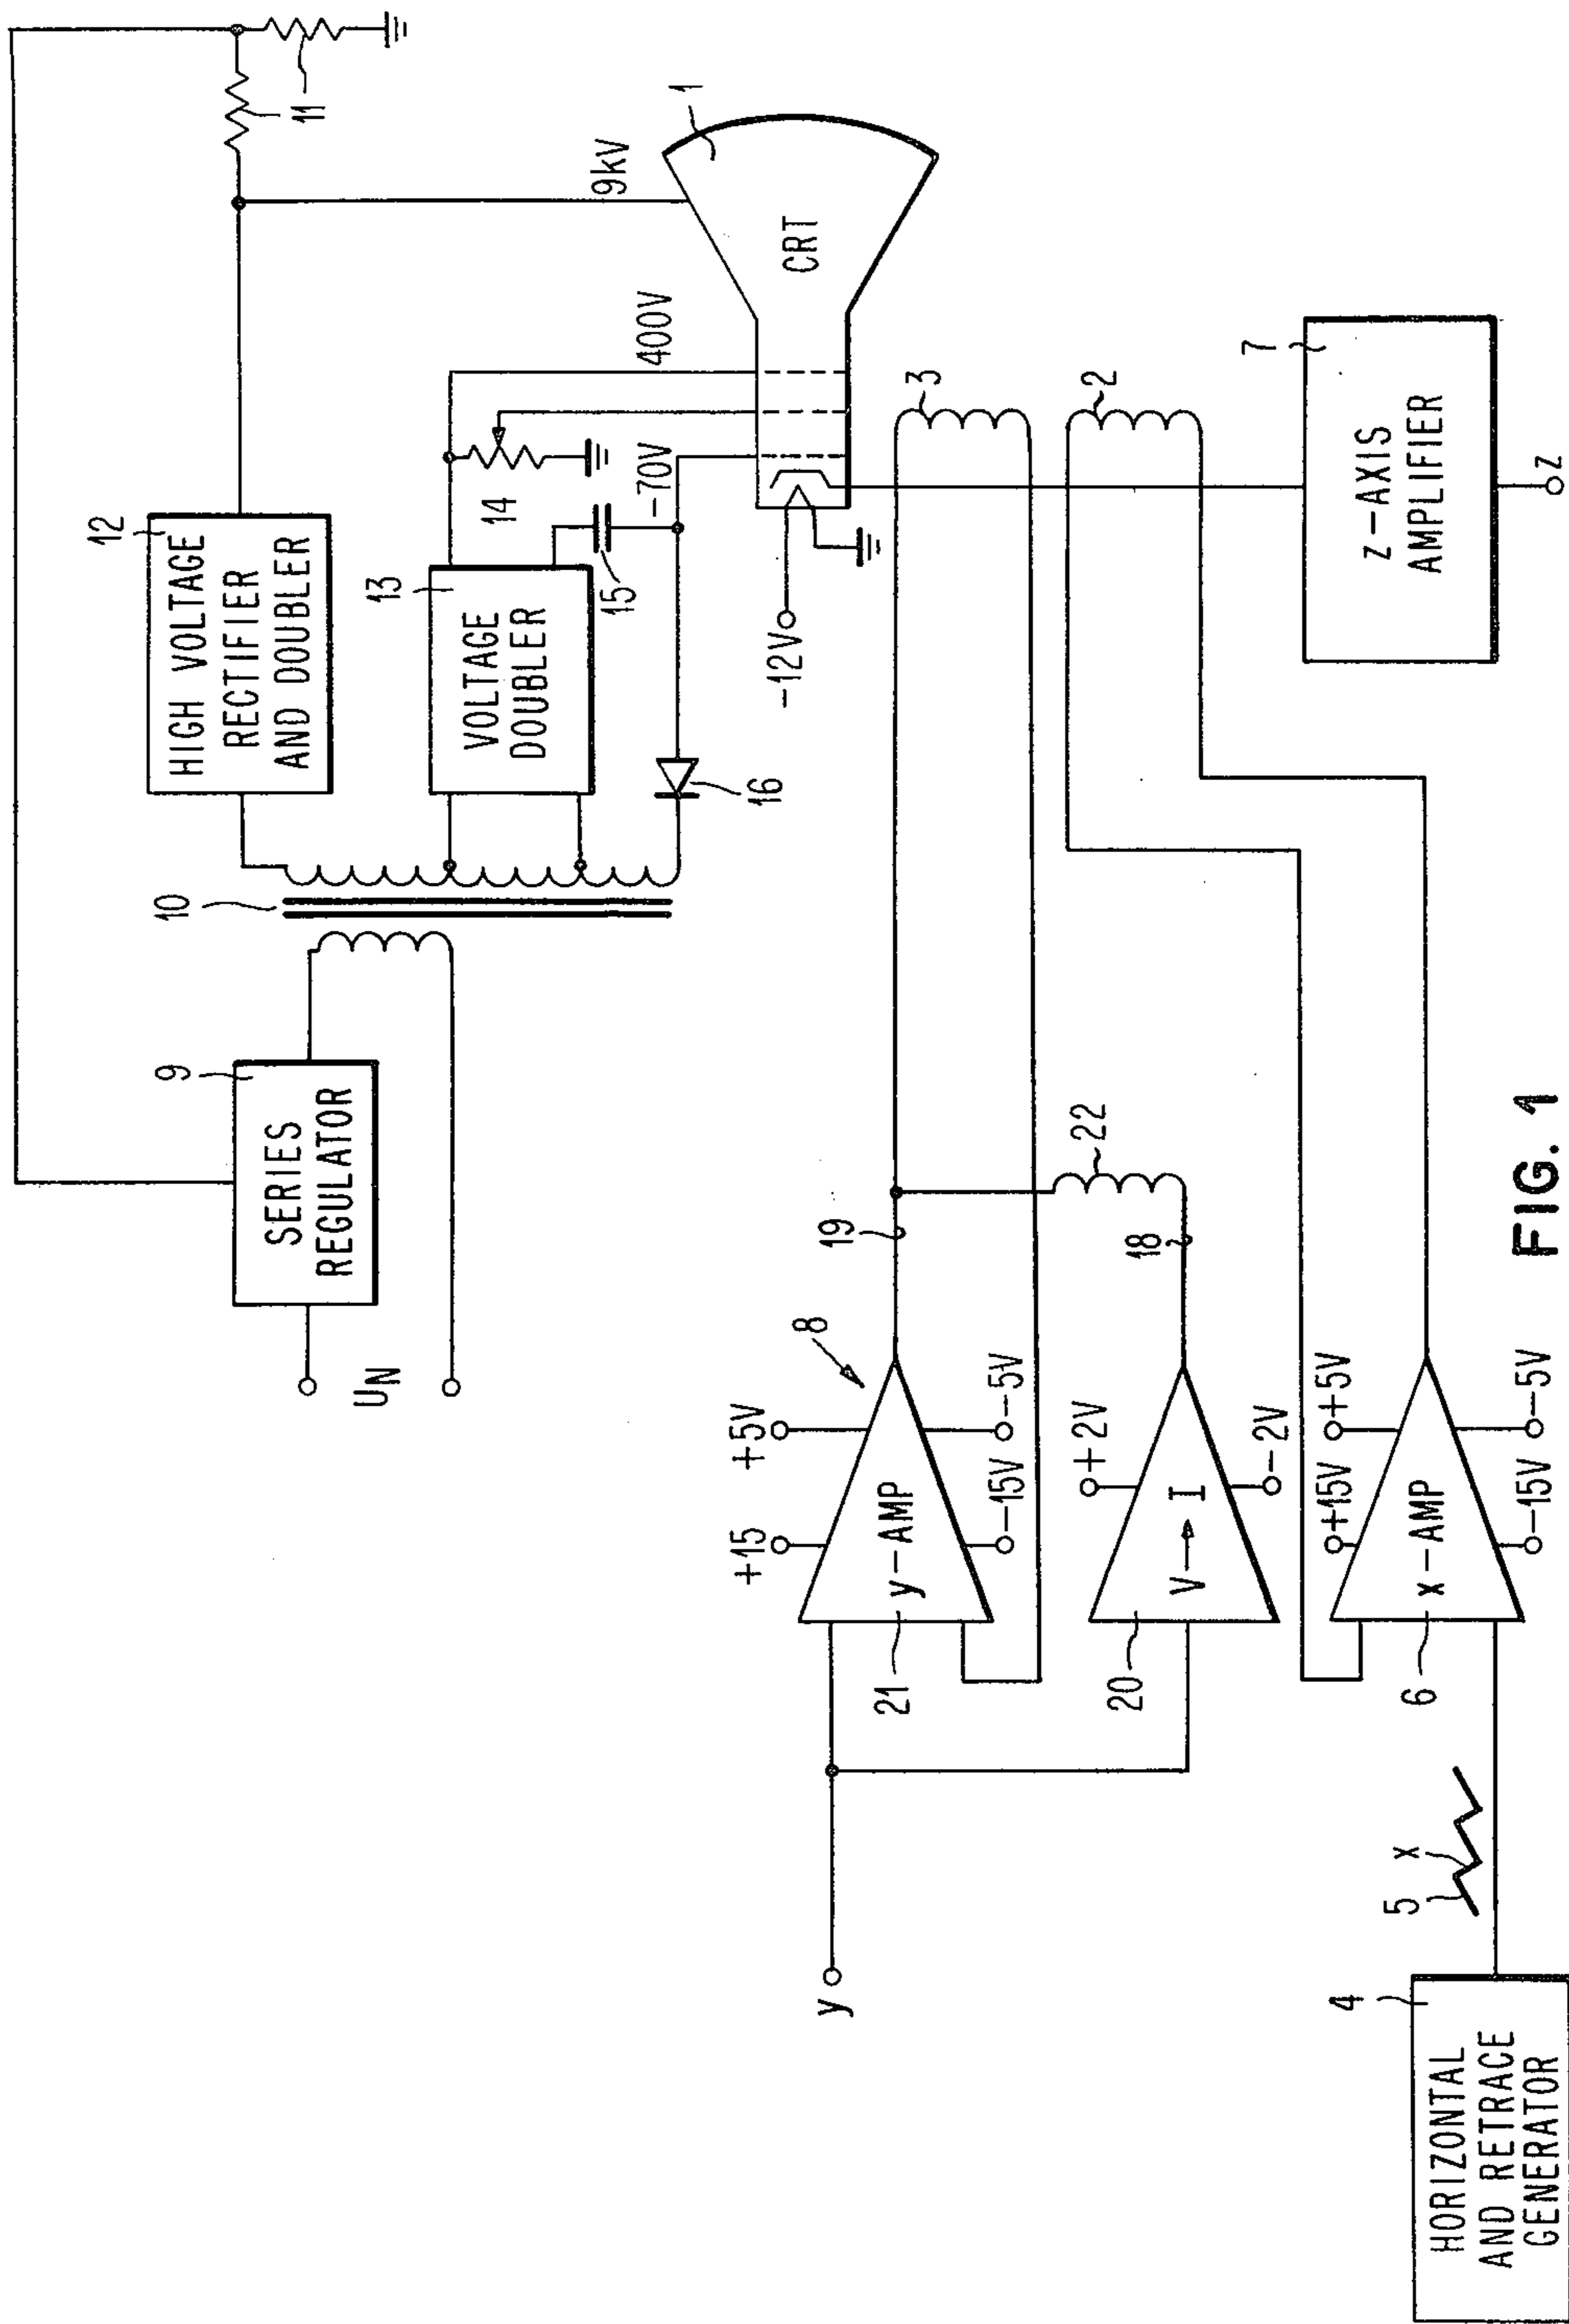 11
12
HIGH VOLTAGE
RECTIFIER
AND DOUBLER
9kV
1
CRT
400V
14
-70V
13
VOLTAGE
DOUBLER
15
-12V
16
10
9
SERIES
REGULATOR
UN
3
2
7
z-AXIS
AMPLIFIER
z
22
19
18
8
+5V
-5V
+15
-15V
y-AMP
21
+2V
-2V
V I
20
+5V
-5V
+15V
-15V
x-AMP
6
y
5
x
4
HORIZONTAL
AND RETRACE
GENERATOR
FIG. 1